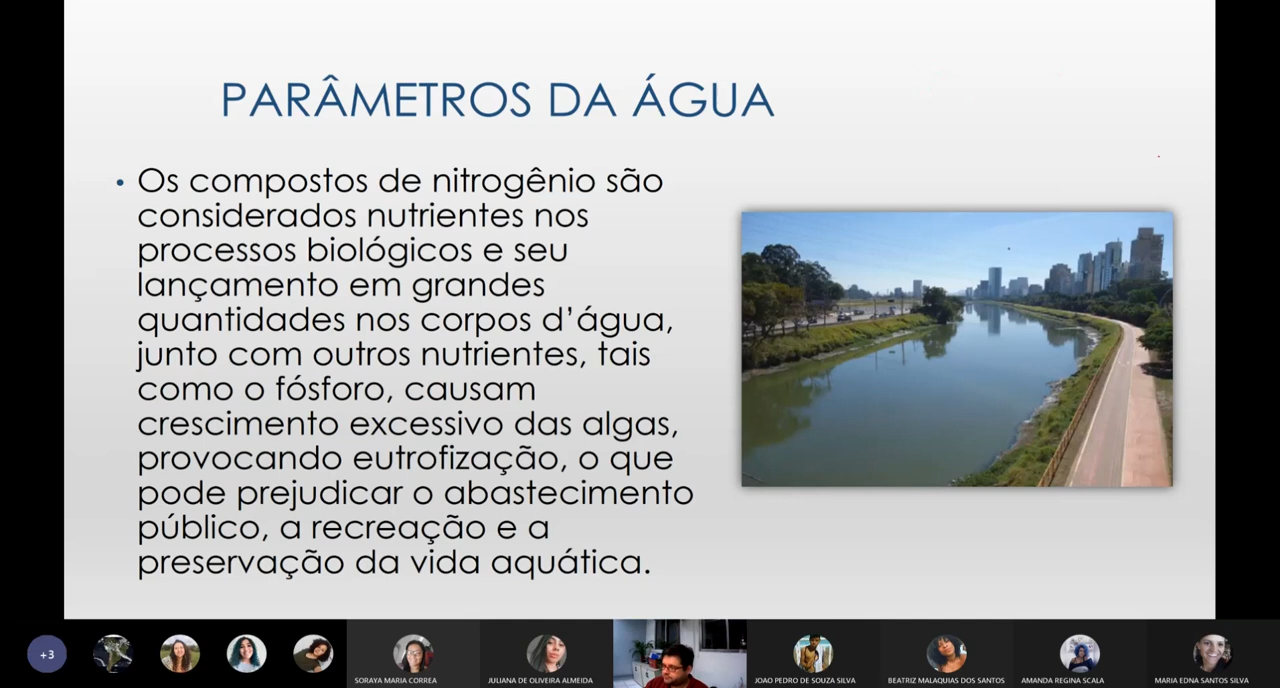 PARÂMETROS DA ÁGUA
• Os compostos de nitrogênio são
considerados nutrientes nos
processos biológicos e seu
lançamento em grandes
quantidades nos corpos d’água,
junto com outros nutrientes, tais
como o fósforo, causam
crescimento excessivo das algas,
provocando eutrofização, o que
pode prejudicar o abastecimento
público, a recreação e a
preservação da vida aquática.
+3
SORAYA MARIA CORREA
JULIANA DE OLIVEIRA ALMEIDA
JOAO PEDRO DE SOUZA SILVA
BEATRIZ MALAQUIAS DOS SANTOS
AMANDA REGINA SCALA
MARIA EDNA SANTOS SILVA